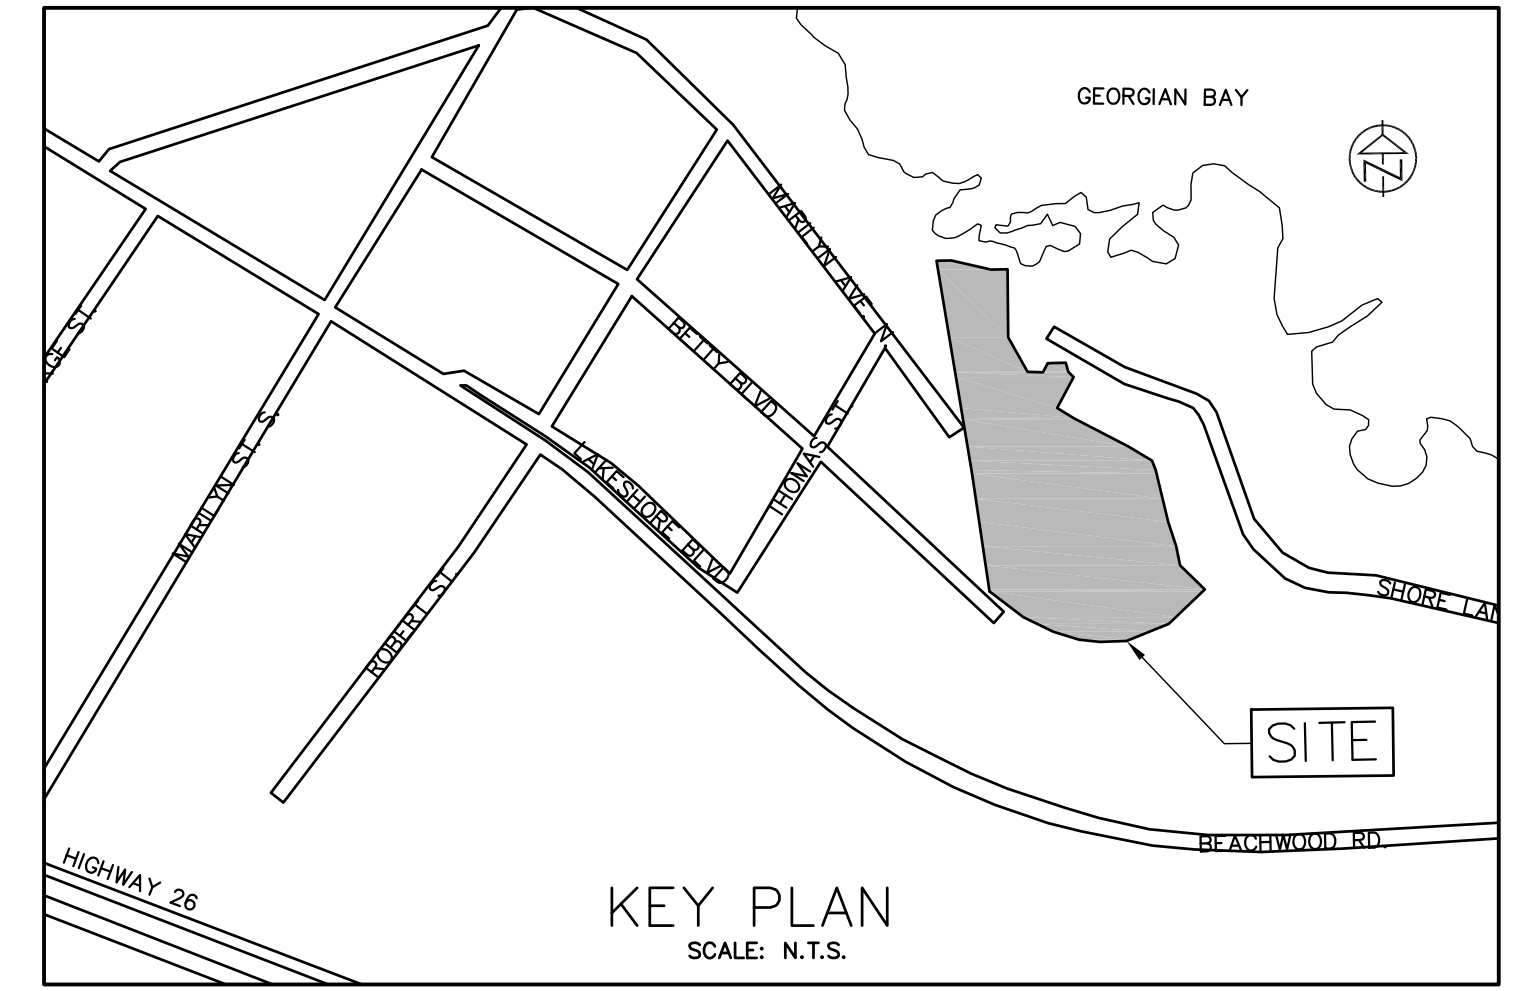 GEORGIAN BAY
N
MARILYN AVE. N
BETTY BLVD
THOMAS ST.
LAKESHORE BLVD
MARILYN ST. S.
ROBERT ST.
SHORE LAN
SITE
BEACHWOOD RD.
HIGHWAY 26
KEY PLAN
SCALE: N.T.S.